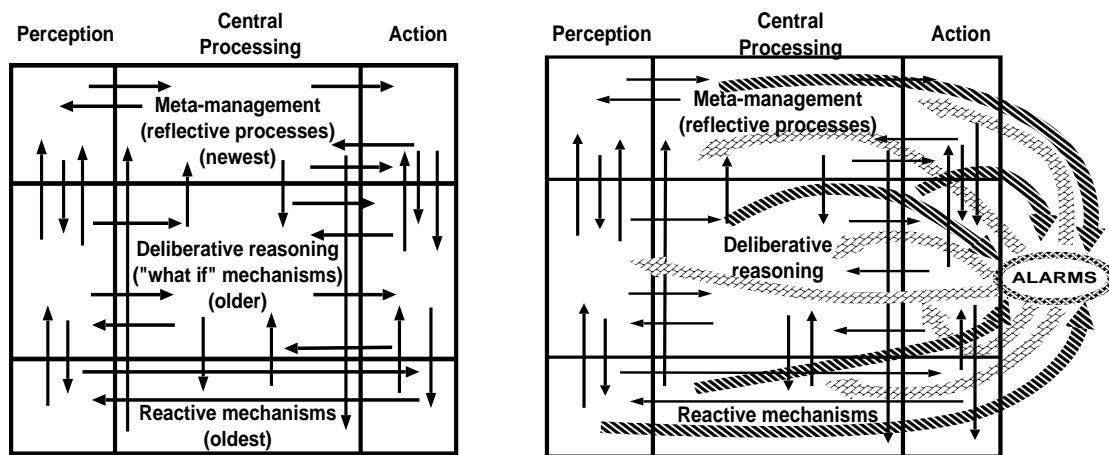 Perception
Central
Processing
Action
Meta-management
(reflective processes)
(newest)
Deliberative reasoning
("what if" mechanisms)
(older)
Reactive mechanisms
(oldest)
Perception
Central
Processing
Action
Meta-management
(reflective processes)
Deliberative
reasoning
ALARMS
Reactive mechanisms